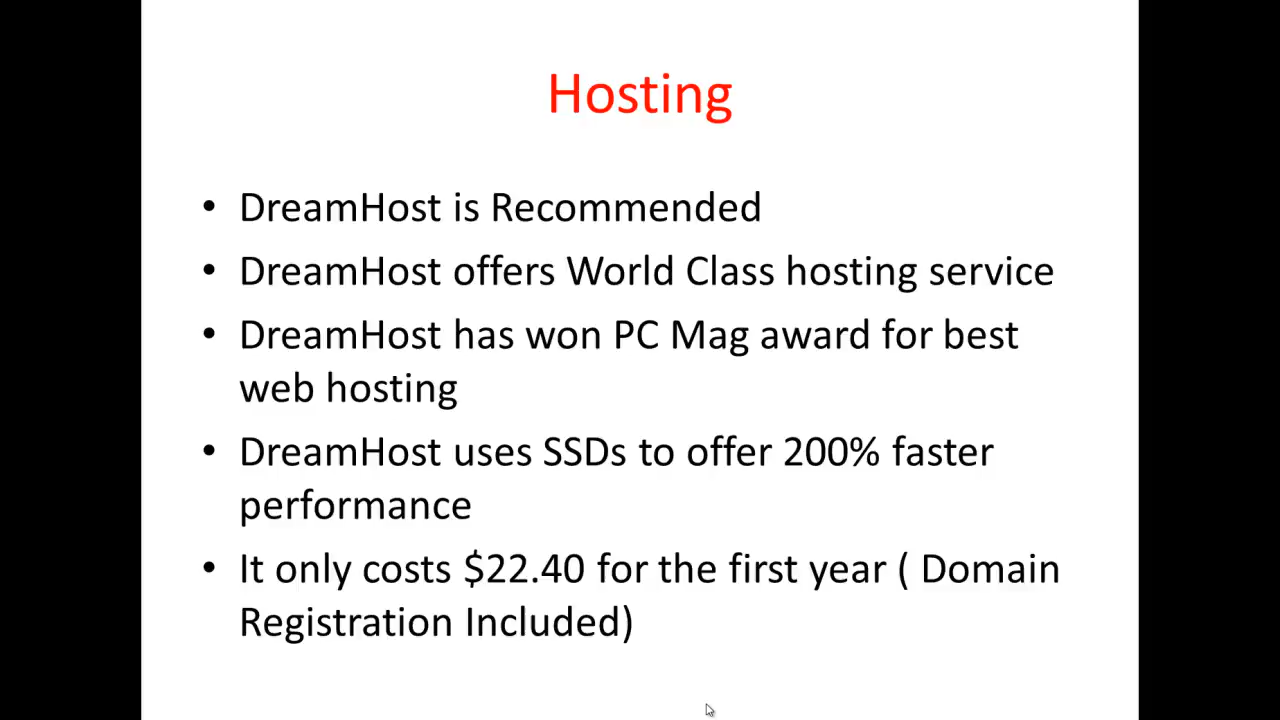 Hosting
• DreamHost is Recommended
• DreamHost offers World Class hosting service
• DreamHost has won PC Mag award for best
web hosting
• DreamHost uses SSDs to offer 200% faster
performance
• It only costs $22.40 for the first year ( Domain
Registration Included)